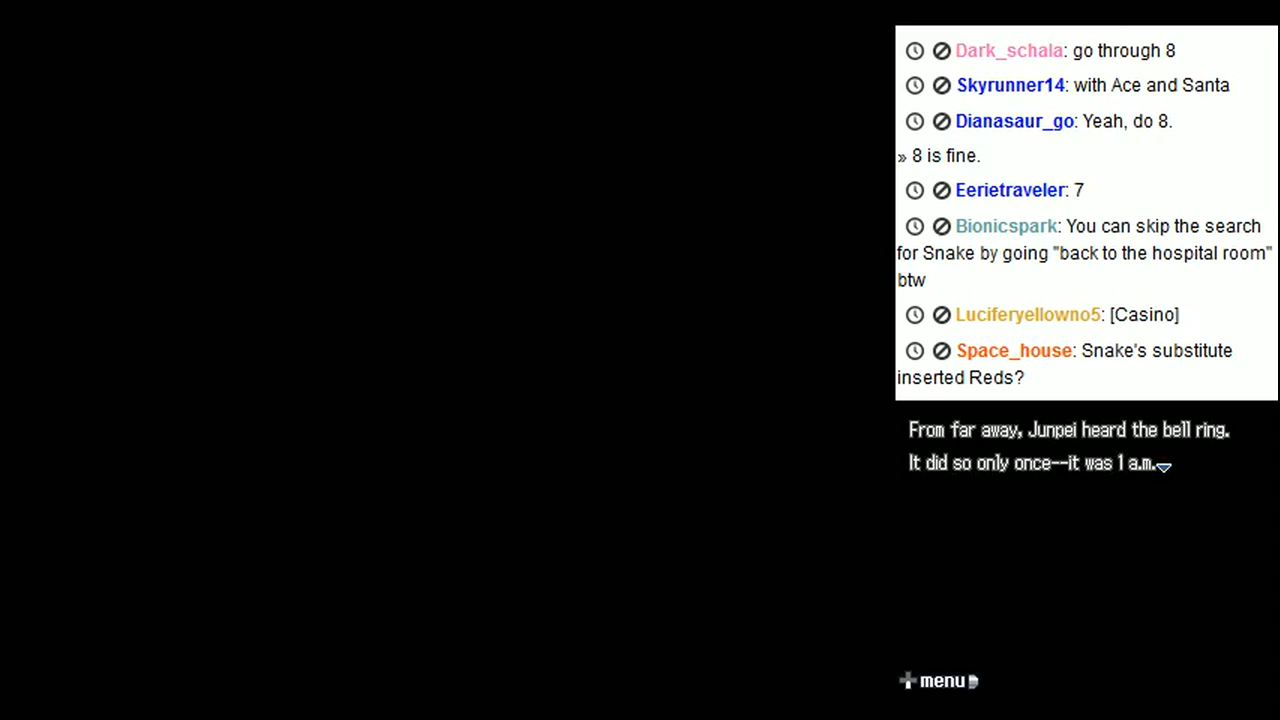 Dark_schala: go through 8
Skyrunner14: with Ace and Santa
Dianasaur_go: Yeah, do 8.
» 8 is fine.
Eerietraveler: 7
Bionicspark: You can skip the search
for Snake by going "back to the hospital room"
btw
Luciferyellowno5: [Casino]
Space_house: Snake's substitute
inserted Reds?
From far away, Junpei heard the bell ring.
It did so only once--it was 1 a.m.
menu